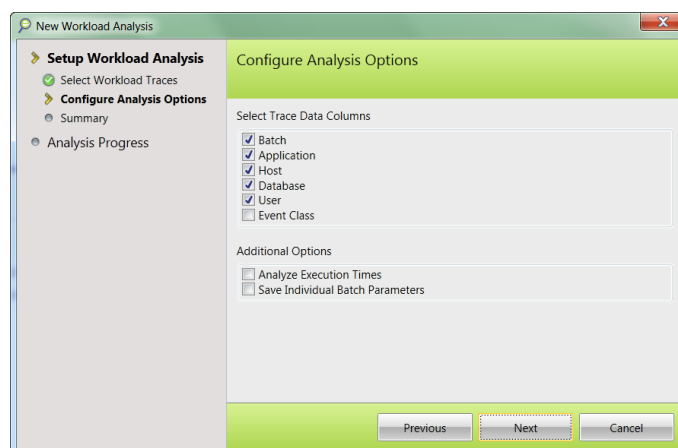 New Workload Analysis
Setup Workload Analysis
Select Workload Traces
Configure Analysis Options
Summary
Analysis Progress
Configure Analysis Options
Select Trace Data Columns
Batch
Application
Host
Database
User
Event Class
Additional Options
Analyze Execution Times
Save Individual Batch Parameters
Previous Next Cancel